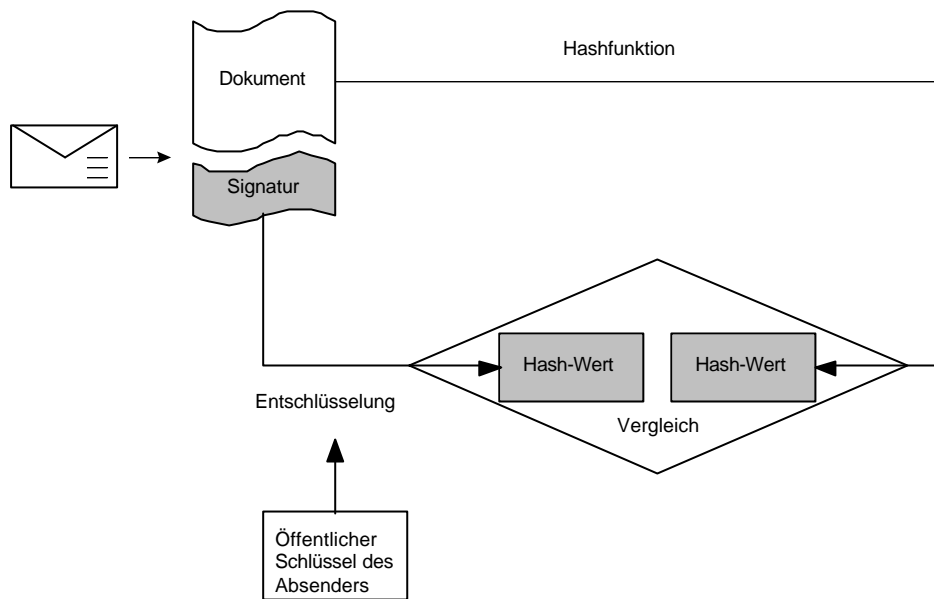 Hashfunktion
Dokument
Signatur
Hash-Wert
Hash-Wert
Entschlüsselung
Vergleich
Öffentlicher
Schlüssel des
Absenders